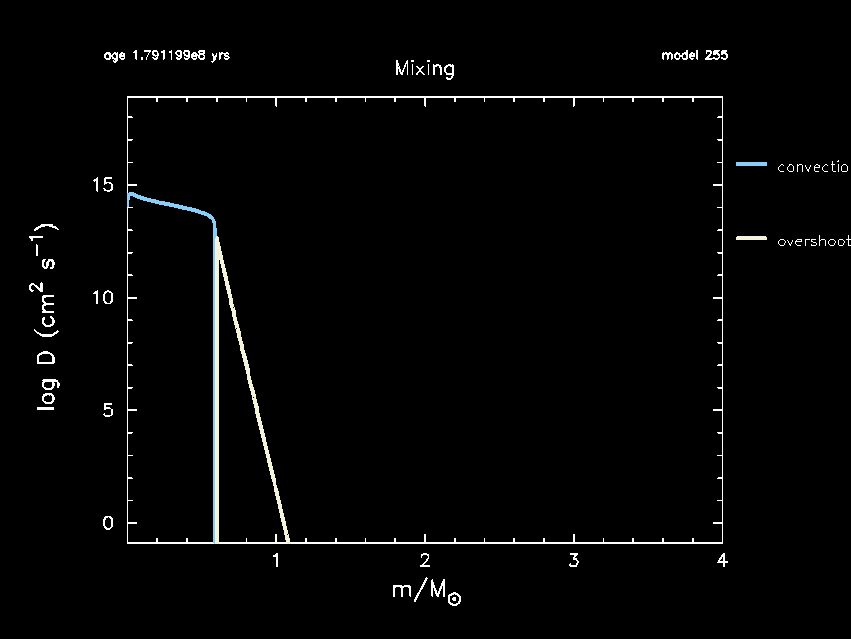 age 1.791199e8 yrs
model 255
Mixing
convectio
overshoot
15
10
5
0
log D (cm² s⁻¹)
1
2
3
4
m/M☉